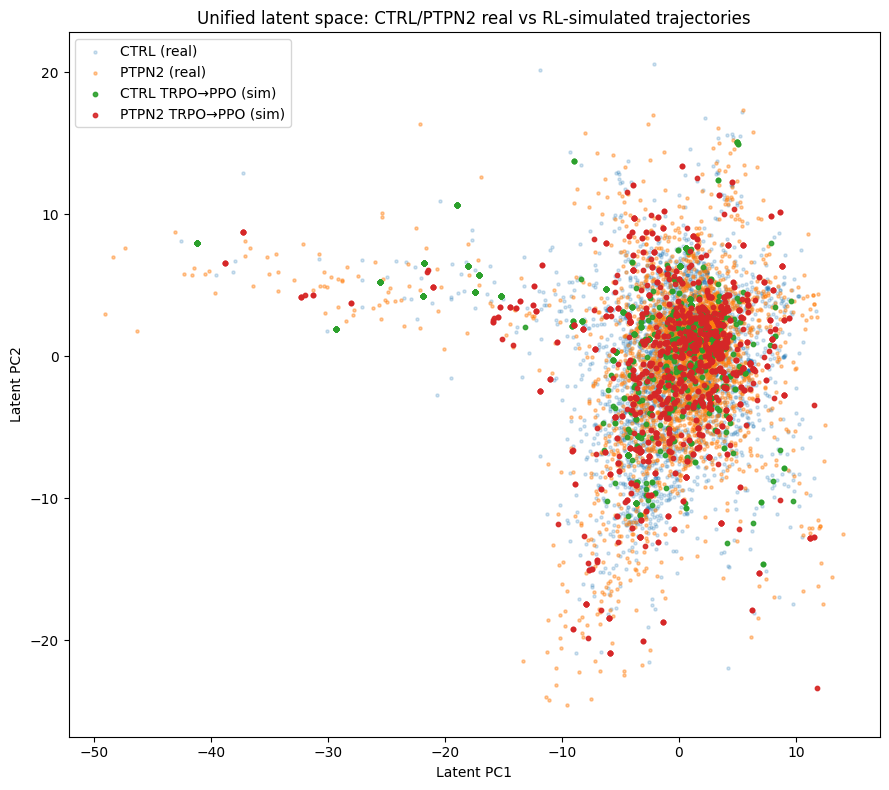 Unified latent space: CTRL/PTPN2 real vs RL-simulated trajectories
CTRL (real)
PTPN2 (real)
CTRL TRPO→PPO (sim)
PTPN2 TRPO→PPO (sim)
20
10
0
−10
−20
Latent PC2
−50
−40
−30
−20
−10
0
10
Latent PC1